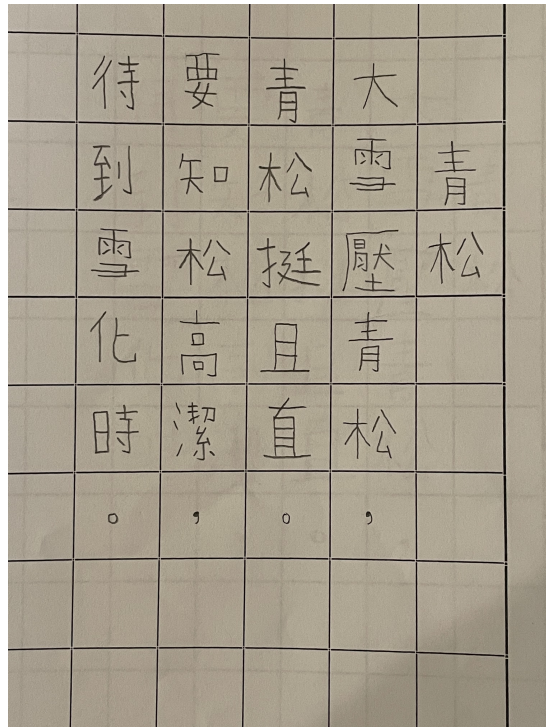 青松
大雪壓青松，
青松挺且直。
要知松高潔，
待到雪化時。